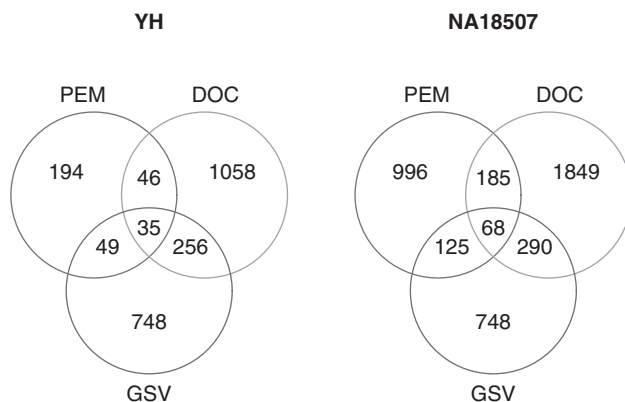 YH NA18507
PEM DOC PEM DOC
194 46 1058 996 185 1849
35 68
49 256 125 290
748 748
GSV GSV